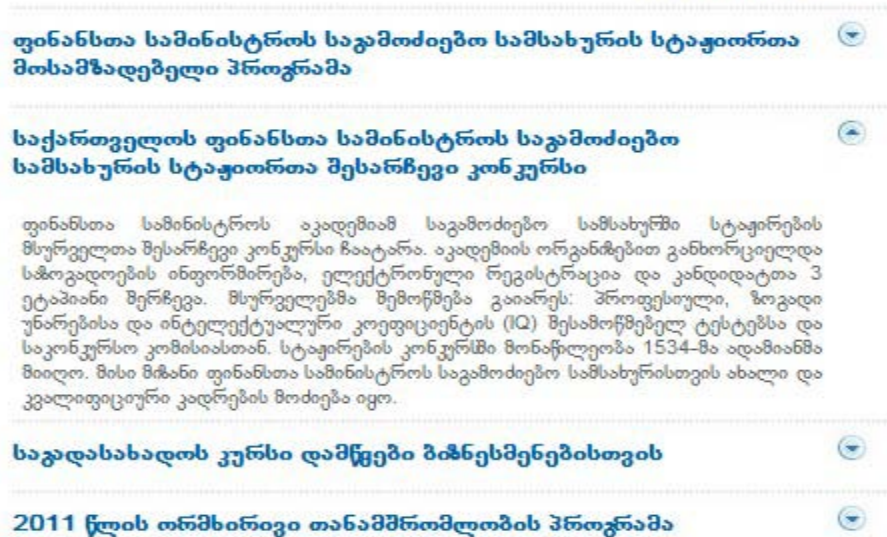 ფინანსთა სამინისტროს საგამოძიებო სამსახურის სტაჟიორთა
მოსამზადებელი პროგრამა
საქართველოს ფინანსთა სამინისტროს საგამოძიებო
სამსახურის სტაჟიორთა შესარჩევი კონკურსი
ფინანსთა სამინისტროს აკადემიამ საგამოძიებო სამსახურში სტაჟირების
მსურველთა შესარჩევი კონკურსი ჩაატარა. აკადემიის ორგანიზებით განხორციელდა
საზოგადოების ინფორმირება, ელექტრონული რეგისტრაცია და კანდიდატთა 3
ეტაპიანი შერჩევა. მსურველებმა შემოწმება გაიარეს: პროფესიული, ზოგადი
უნარებისა და ინტელექტუალური კოეფიციენტის (IQ) შესამოწმებელ ტესტებსა და
საკონკურსო კომისიასთან. სტაჟირების კონკურსში მონაწილეობა 1534-მა ადამიანმა
მიიღო. მისი მიზანი ფინანსთა სამინისტროს საგამოძიებო სამსახურისთვის ახალი და
კვალიფიციური კადრების მოძიება იყო.
საგადასახადოს კურსი დამწყები ბიზნესმენებისთვის
2011 წლის ორმხირივი თანამშრომლობის პროგრამა